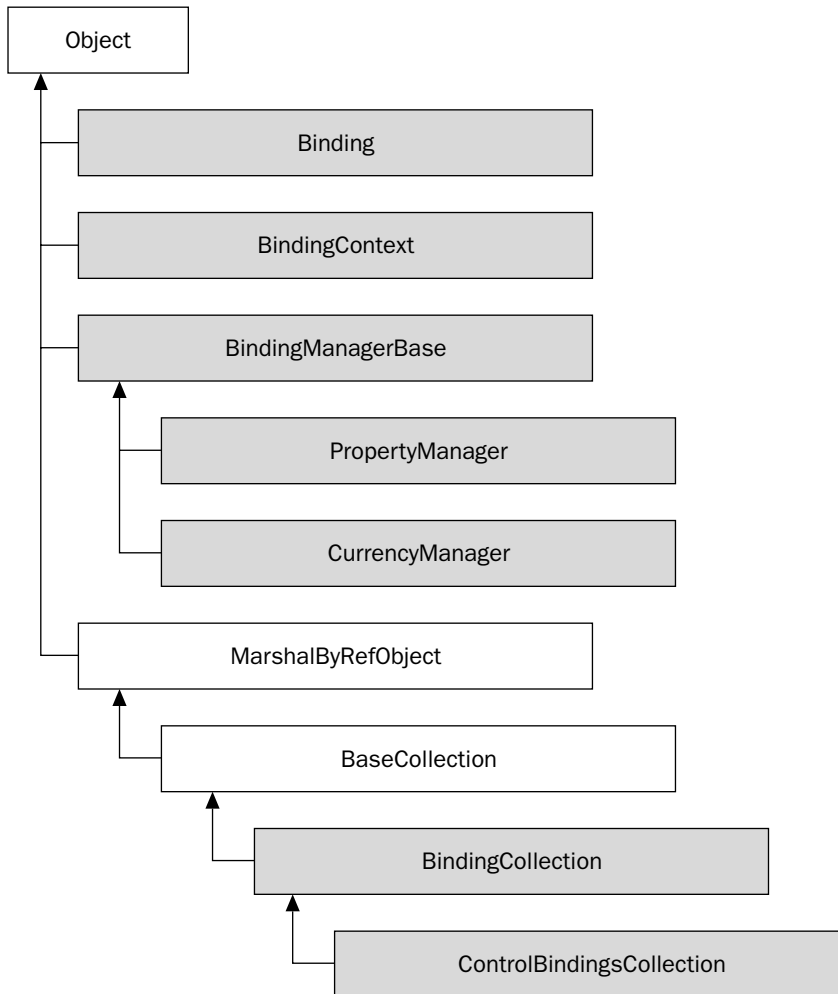 Object
Binding
BindingContext
BindingManagerBase
PropertyManager
CurrencyManager
MarshalByRefObject
BaseCollection
BindingCollection
ControlBindingsCollection